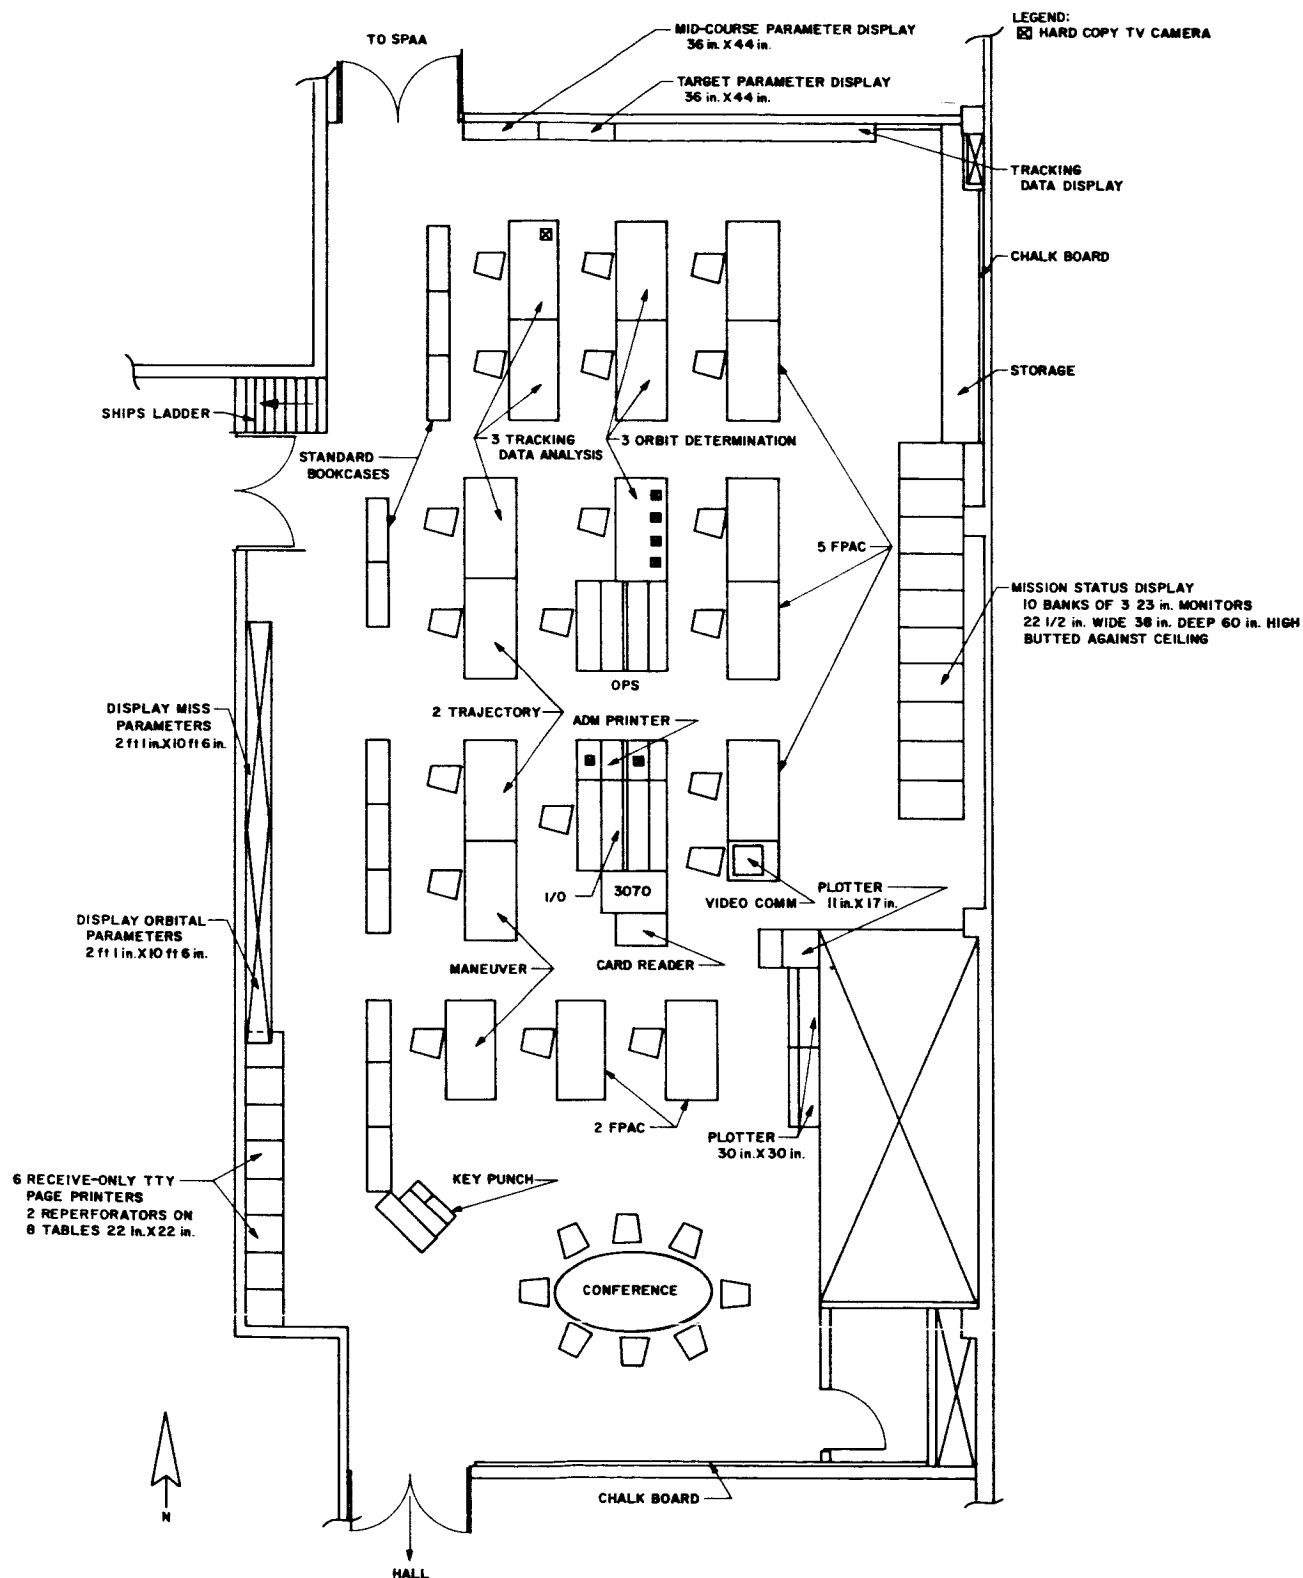 LEGEND:
HARD COPY TV CAMERA
TO SPAA
MID-COURSE PARAMETER DISPLAY
36 in. X 44 in.
TARGET PARAMETER DISPLAY
36 in. X 44 in.
TRACKING
DATA DISPLAY
CHALK BOARD
STORAGE
SHIPS LADDER
STANDARD
BOOKCASES
3 TRACKING
DATA ANALYSIS
3 ORBIT DETERMINATION
5 FPAC
MISSION STATUS DISPLAY
10 BANKS OF 3 23 in. MONITORS
22 1/2 in. WIDE 38 in. DEEP 60 in. HIGH
BUTTED AGAINST CEILING
OPS
DISPLAY MISS
PARAMETERS
2 ft 1 in. X 10 ft 6 in.
2 TRAJECTORY
ADM PRINTER
I/O
3070
VIDEO COMM
PLOTTER
11 in. X 17 in.
DISPLAY ORBITAL
PARAMETERS
2 ft 1 in. X 10 ft 6 in.
MANEUVER
CARD READER
2 FPAC
PLOTTER
30 in. X 30 in.
6 RECEIVE-ONLY TTY
PAGE PRINTERS
2 REPERFORATORS ON
8 TABLES 22 in. X 22 in.
KEY PUNCH
CONFERENCE
N
CHALK BOARD
HALL